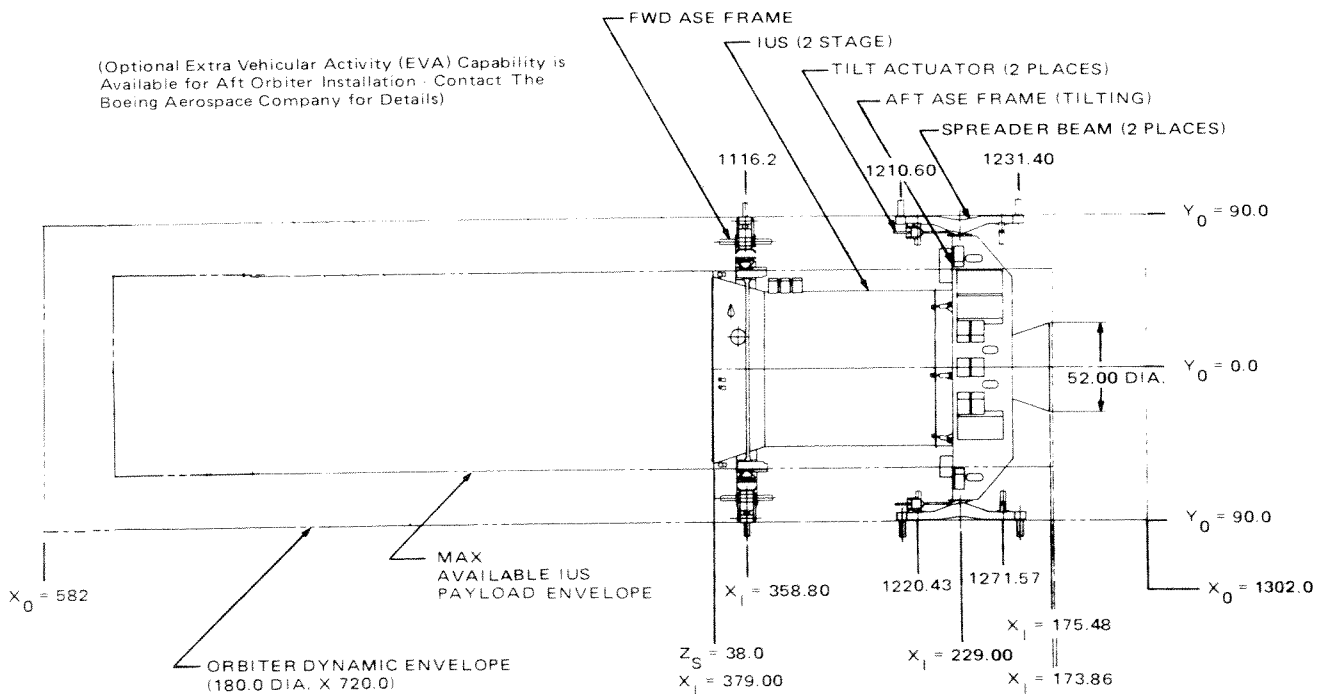 FWD ASE FRAME
IUS (2 STAGE)
(Optional Extra Vehicular Activity (EVA) Capability is
Available for Aft Orbiter Installation - Contact The
Boeing Aerospace Company for Details)
TILT ACTUATOR (2 PLACES)
AFT ASE FRAME (TILTING)
SPREADER BEAM (2 PLACES)
1116.2
1210.60
1231.40
Y0 = 90.0
Y0 = 0.0
52.00 DIA.
Y0 = 90.0
MAX
AVAILABLE IUS
PAYLOAD ENVELOPE
X0 = 582
XI = 358.80
1220.43
1271.57
X0 = 1302.0
XI = 175.48
ORBITER DYNAMIC ENVELOPE
(180.0 DIA. X 720.0)
ZS = 38.0
XI = 379.00
XI = 229.00
XI = 173.86